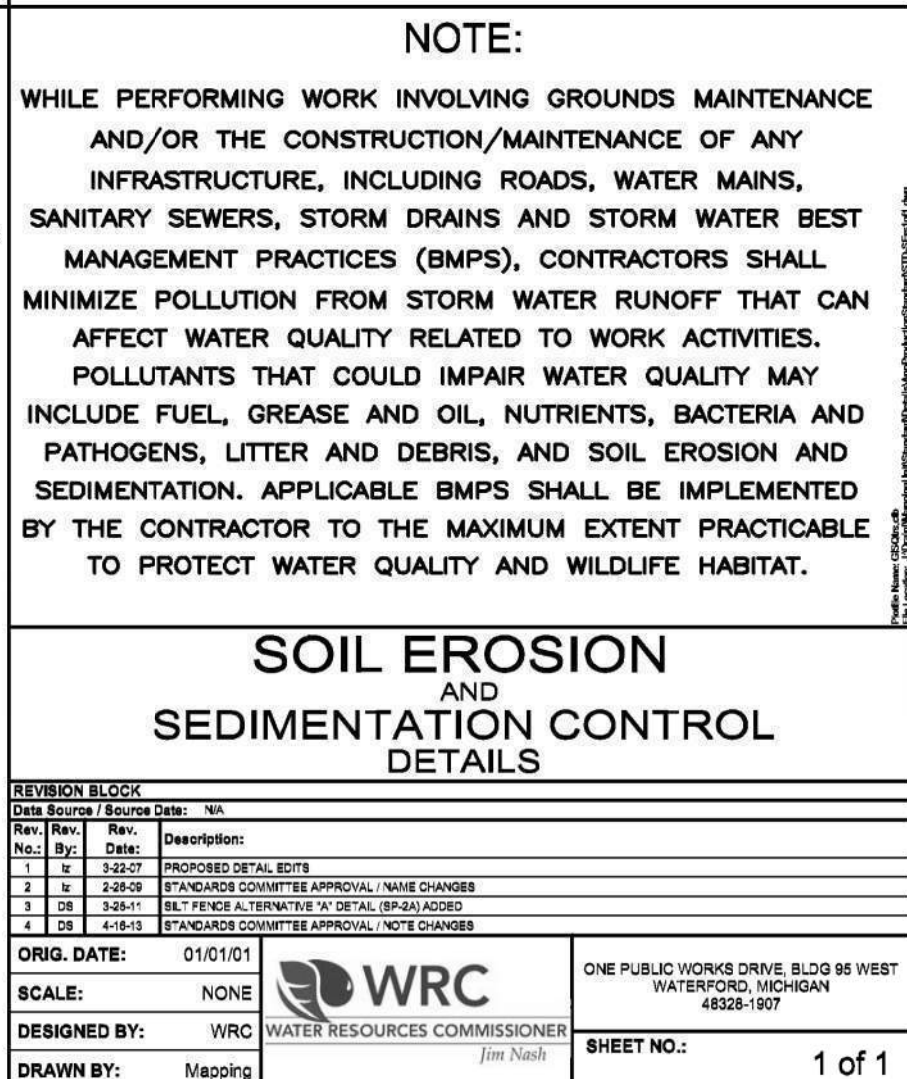 NOTE:
WHILE PERFORMING WORK INVOLVING GROUNDS MAINTENANCE
AND/OR THE CONSTRUCTION/MAINTENANCE OF ANY
INFRASTRUCTURE, INCLUDING ROADS, WATER MAINS,
SANITARY SEWERS, STORM DRAINS AND STORM WATER BEST
MANAGEMENT PRACTICES (BMPS), CONTRACTORS SHALL
MINIMIZE POLLUTION FROM STORM WATER RUNOFF THAT CAN
AFFECT WATER QUALITY RELATED TO WORK ACTIVITIES.
POLLUTANTS THAT COULD IMPAIR WATER QUALITY MAY
INCLUDE FUEL, GREASE AND OIL, NUTRIENTS, BACTERIA AND
PATHOGENS, LITTER AND DEBRIS, AND SOIL EROSION AND
SEDIMENTATION. APPLICABLE BMPS SHALL BE IMPLEMENTED
BY THE CONTRACTOR TO THE MAXIMUM EXTENT PRACTICABLE
TO PROTECT WATER QUALITY AND WILDLIFE HABITAT.
SOIL EROSION
AND
SEDIMENTATION CONTROL
DETAILS
REVISION BLOCK
Data Source / Source Date: N/A
Rev. No.: Rev. By: Rev. Date: Description:
1 lz 3-22-07 PROPOSED DETAIL EDITS
2 lz 2-26-09 STANDARDS COMMITTEE APPROVAL / NAME CHANGES
3 DS 3-25-11 SILT FENCE ALTERNATIVE "A" DETAIL (SP-2A) ADDED
4 DS 4-16-13 STANDARDS COMMITTEE APPROVAL / NOTE CHANGES
ORIG. DATE: 01/01/01
SCALE: NONE
DESIGNED BY: WRC
DRAWN BY: Mapping
WRC
WATER RESOURCES COMMISSIONER
Jim Nash
ONE PUBLIC WORKS DRIVE, BLDG 95 WEST
WATERFORD, MICHIGAN
48328-1907
SHEET NO.: 1 of 1